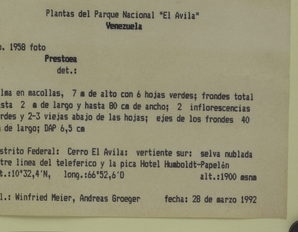 Plantas del Parque Nacional "El Avila"
Venezuela
. 1958 foto
Prestoea
det.:
lma en macollas, 7 m de alto con 6 hojas verdes; frondes total
sta 2 m de largo y hasta 80 cm de ancho; 2 inflorescencias
rdes y 2-3 viejas abajo de las hojas; ejes de los frondes 40
de largo; DAP 6,5 cm
strito Federal: Cerro El Avila: vertiente sur: selva nublada
tre linea del teleferico y la pica Hotel Humboldt-Papelón
t.:10°32,4'N, long.:66°52,6'O alt.:1900 msnm
l.: Winfried Meier, Andreas Groeger fecha: 28 de marzo 1992